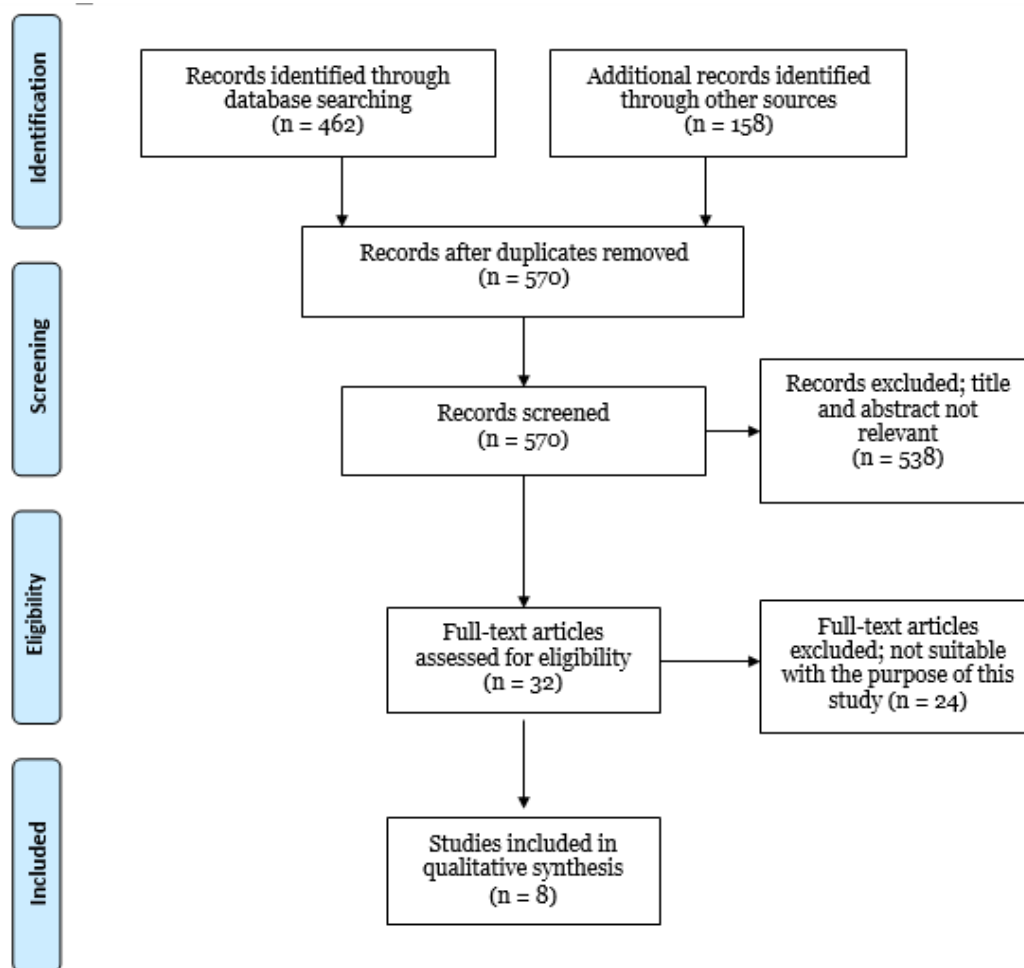 Identification
Records identified through
database searching
(n = 462)
Additional records identified
through other sources
(n = 158)
Records after duplicates removed
(n = 570)
Screening
Records screened
(n = 570)
Records excluded; title
and abstract not
relevant
(n = 538)
Eligibility
Full-text articles
assessed for eligibility
(n = 32)
Full-text articles
excluded; not suitable
with the purpose of this
study (n = 24)
Included
Studies included in
qualitative synthesis
(n = 8)